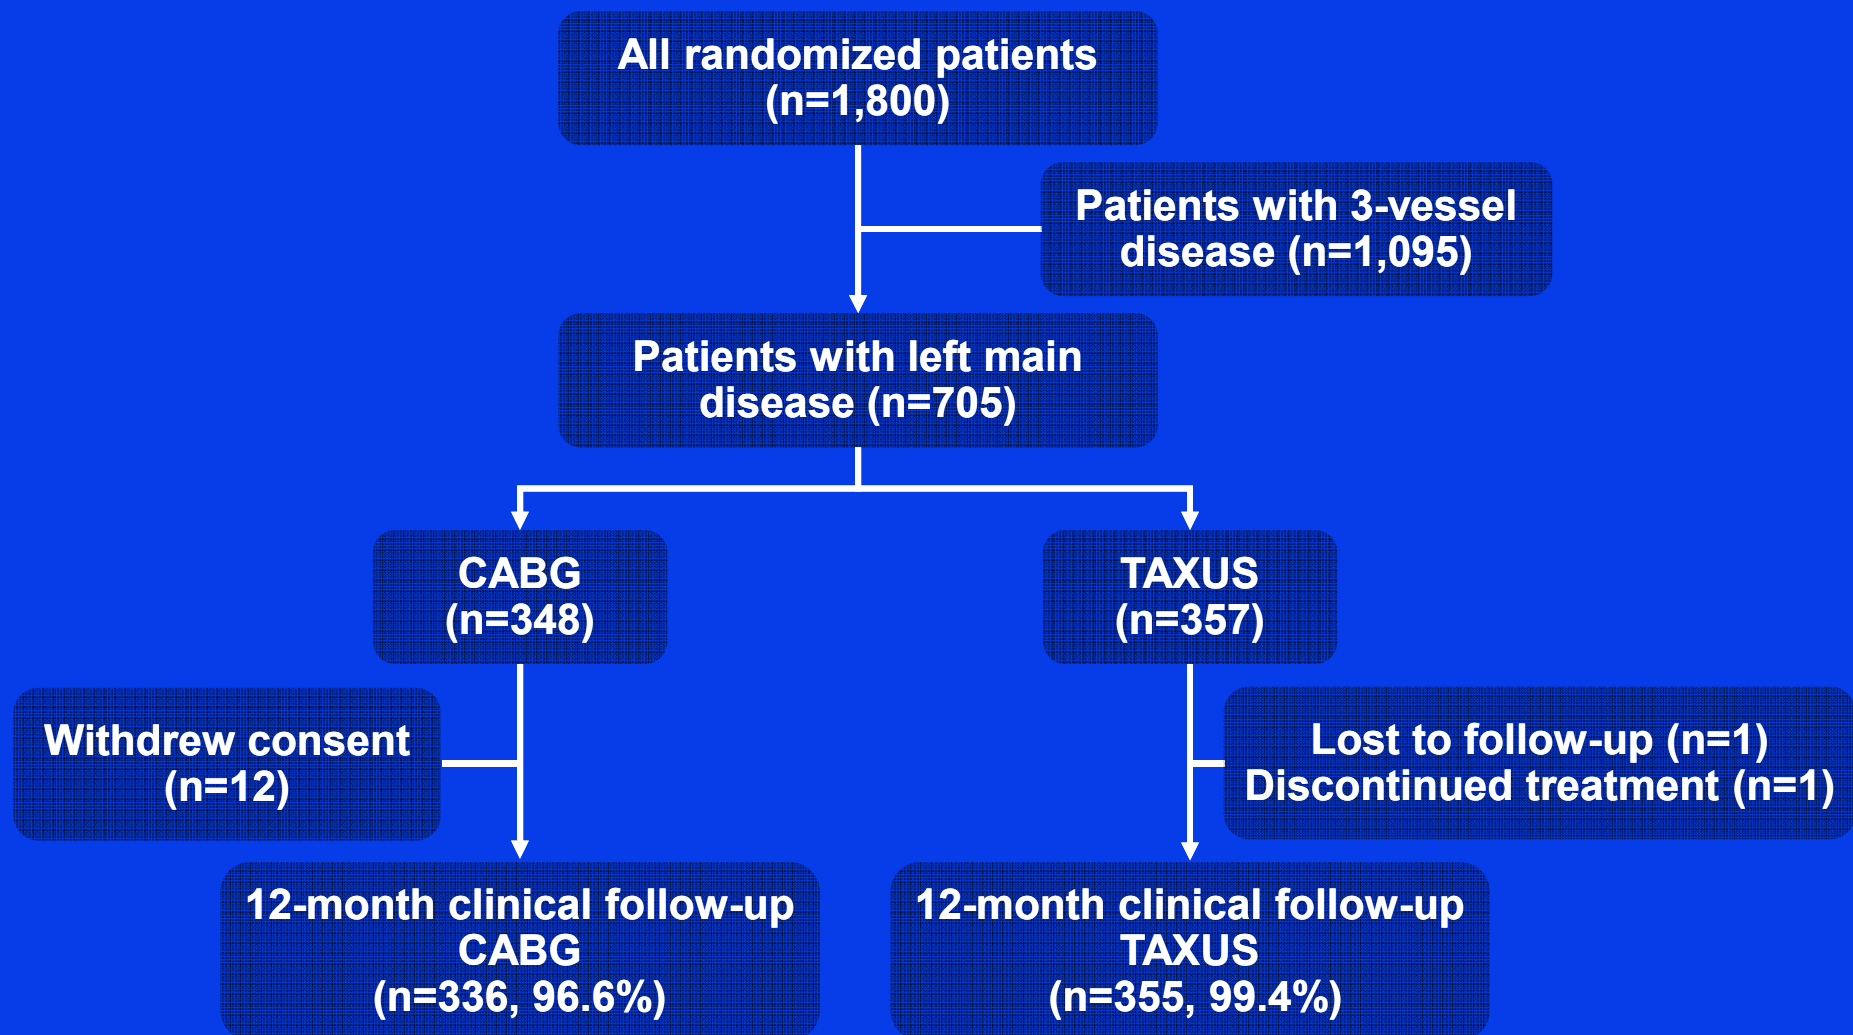 All randomized patients
(n=1,800)
Patients with 3-vessel
disease (n=1,095)
Patients with left main
disease (n=705)
CABG
(n=348)
TAXUS
(n=357)
Withdrew consent
(n=12)
Lost to follow-up (n=1)
Discontinued treatment (n=1)
12-month clinical follow-up
CABG
(n=336, 96.6%)
12-month clinical follow-up
TAXUS
(n=355, 99.4%)